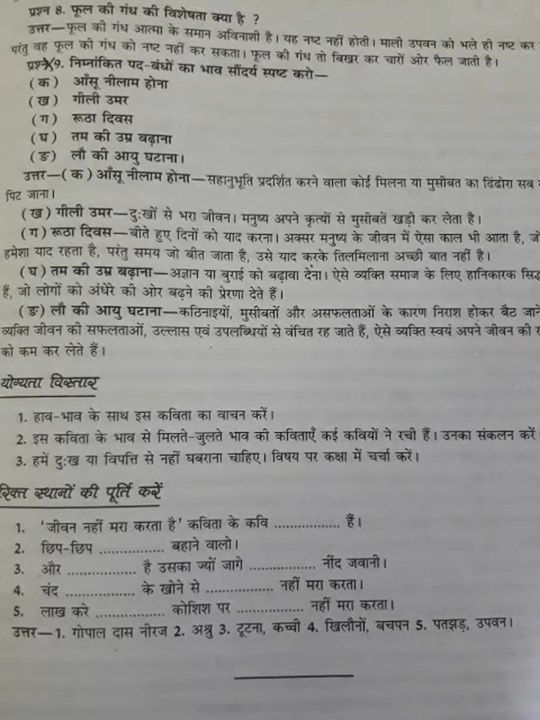 प्रश्न 8. फूल की गंध की विशेषता क्या है ?
उत्तर—फूल की गंध आत्मा के समान अविनाशी है। यह नष्ट नहीं होती। माली उपवन को भले ही नष्ट कर
परंतु वह फूल की गंध को नष्ट नहीं कर सकता। फूल की गंध तो बिखर कर चारों ओर फैल जाती है।
प्रश्न 9. निम्नांकित पद-बंधों का भाव सौंदर्य स्पष्ट करो—
(क) आँसू नीलाम होना
(ख) गीली उमर
(ग) रूठा दिवस
(घ) तम की उम्र बढ़ाना
(ङ) लौ की आयु घटाना।
उत्तर—(क) आँसू नीलाम होना—सहानुभूति प्रदर्शित करने वाला कोई मिलना या मुसीबत का ढिंढोरा सब
पिट जाना।
(ख) गीली उमर—दुःखों से भरा जीवन। मनुष्य अपने कृत्यों से मुसीबतें खड़ी कर लेता है।
(ग) रूठा दिवस—बीते हुए दिनों को याद करना। अक्सर मनुष्य के जीवन में ऐसा काल भी आता है, जो
हमेशा याद रहता है, परंतु समय जो बीत जाता है, उसे याद करके तिलमिलाना अच्छी बात नहीं है।
(घ) तम की उम्र बढ़ाना—अज्ञान या बुराई को बढ़ावा देना। ऐसे व्यक्ति समाज के लिए हानिकारक सिद्ध
हैं, जो लोगों को अंधेरे की ओर बढ़ने की प्रेरणा देते हैं।
(ङ) लौ की आयु घटाना—कठिनाइयों, मुसीबतों और असफलताओं के कारण निराश होकर बैठ जाने
व्यक्ति जीवन की सफलताओं, उल्लास एवं उपलब्धियों से वंचित रह जाते हैं, ऐसे व्यक्ति स्वयं अपने जीवन की
को कम कर लेते हैं।
योग्यता विस्तार
1. हाव-भाव के साथ इस कविता का वाचन करें।
2. इस कविता के भाव से मिलते-जुलते भाव की कविताएँ कई कवियों ने रची हैं। उनका संकलन करें
3. हमें दुःख या विपत्ति से नहीं घबराना चाहिए। विषय पर कक्षा में चर्चा करें।
रिक्त स्थानों की पूर्ति करें
1. 'जीवन नहीं मरा करता है' कविता के कवि ............... हैं।
2. छिप-छिप ............... बहाने वालो।
3. और ............... है उसका ज्यों जागे ............... नींद जवानी।
4. चंद ............... के खोने से ............... नहीं मरा करता।
5. लाख करे ............... कोशिश पर ............... नहीं मरा करता।
उत्तर—1. गोपाल दास नीरज 2. अश्रु 3. टूटना, कच्ची 4. खिलौनों, बचपन 5. पतझड़, उपवन।